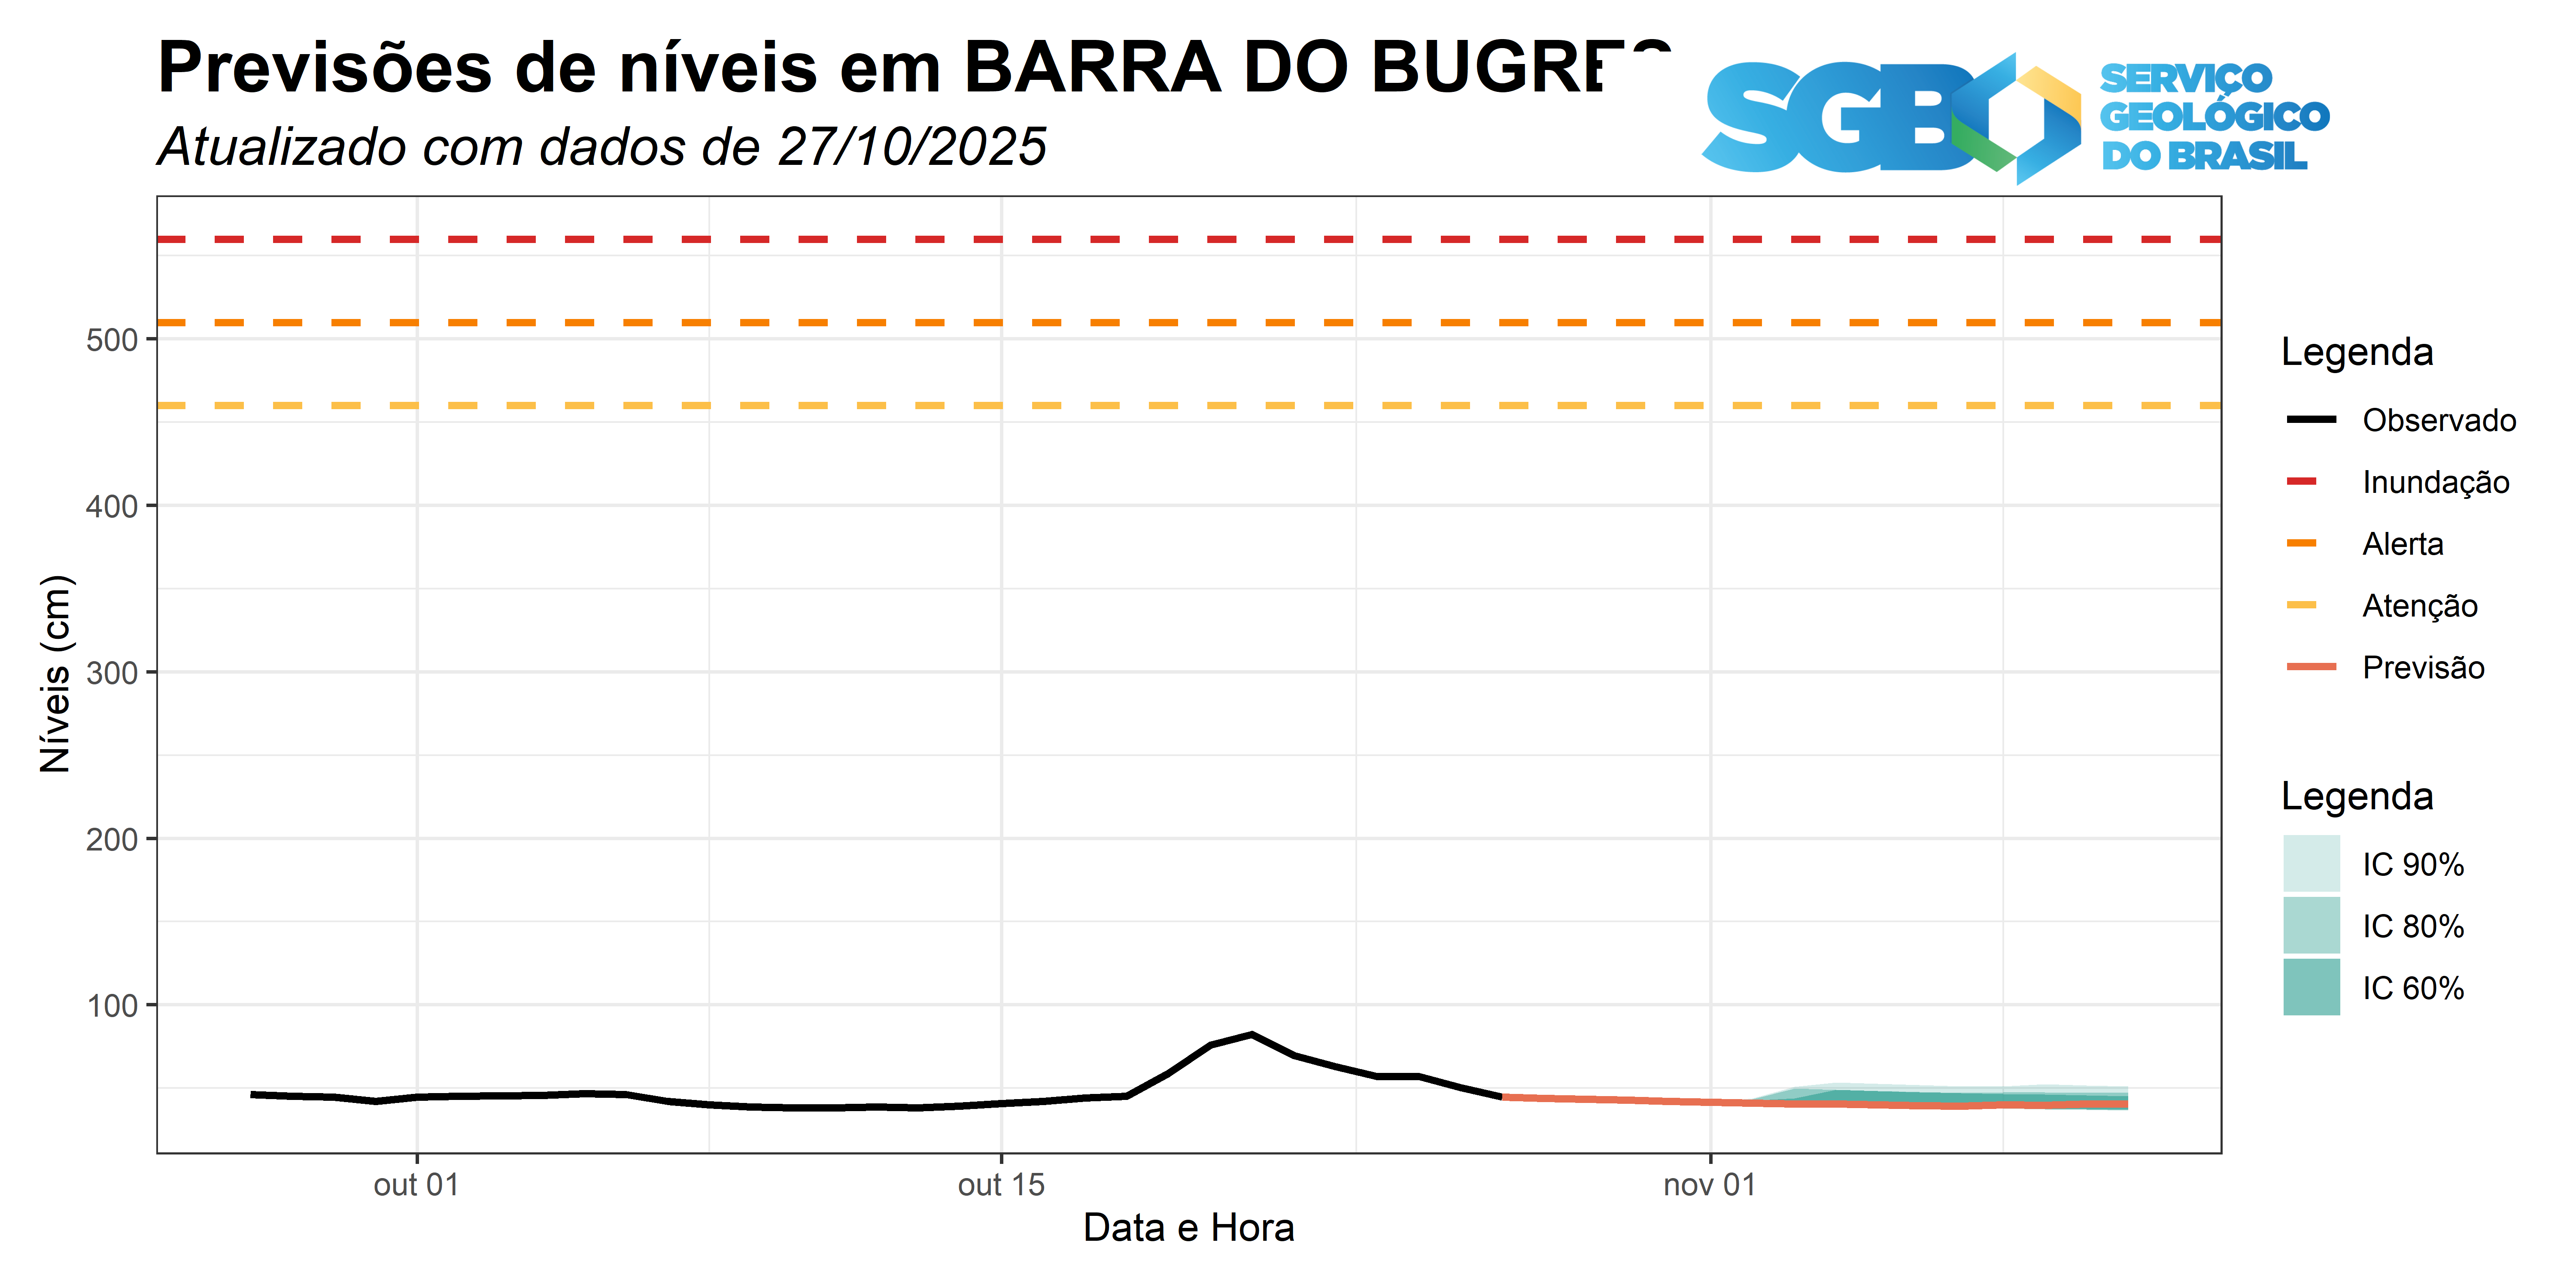 Previsões de níveis em BARRA DO BUGRES
Atualizado com dados de 27/10/2025
SGB
SERVIÇO
GEOLÓGICO
DO BRASIL
500
400
300
200
100
Níveis (cm)
out 01
out 15
nov 01
Data e Hora
Legenda
Observado
Inundação
Alerta
Atenção
Previsão
Legenda
IC 90%
IC 80%
IC 60%